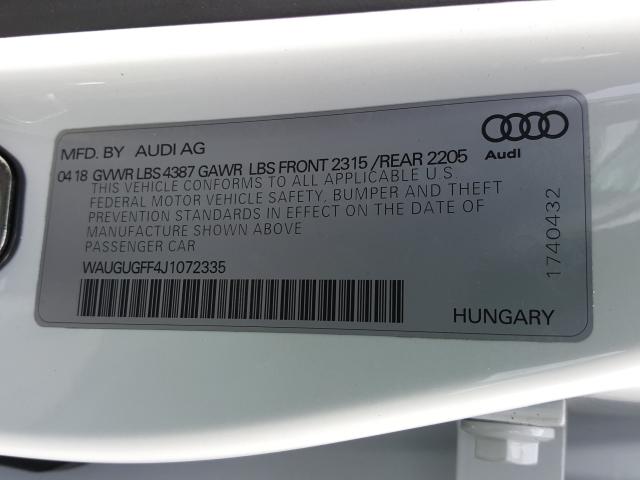 MFD. BY AUDI AG
04 18 GVWR LBS 4387 GAWR LBS FRONT 2315 /REAR 2205
THIS VEHICLE CONFORMS TO ALL APPLICABLE U.S.
FEDERAL MOTOR VEHICLE SAFETY, BUMPER AND THEFT
PREVENTION STANDARDS IN EFFECT ON THE DATE OF
MANUFACTURE SHOWN ABOVE
PASSENGER CAR
WAUGUGFF4J1072335
Audi
1740432
HUNGARY